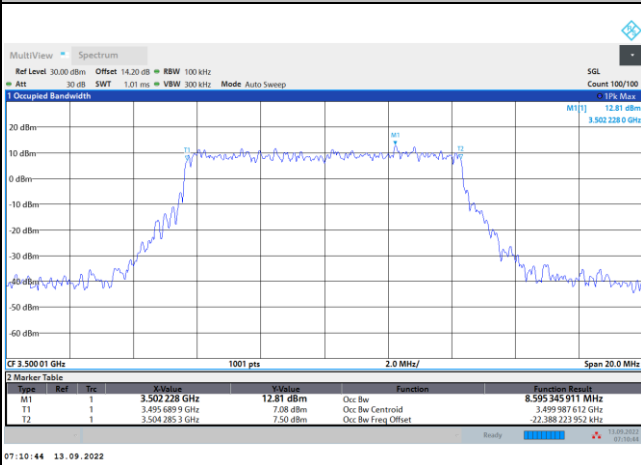 MultiView Spectrum
Ref Level 30.00 dBm Offset 14.20 dB RBW 100 kHz SGL
Att 30 dB SWT 1.01 ms VBW 300 kHz Mode Auto Sweep Count 100/100
1 Occupied Bandwidth 1Pk Max
M1[1] 12.81 dBm
3.502 228 0 GHz
20 dBm
M1
T1 T2
10 dBm
0 dBm
-10 dBm
-20 dBm
-30 dBm
-40 dBm
-50 dBm
-60 dBm
CF 3.500 01 GHz 1001 pts 2.0 MHz/ Span 20.0 MHz
2 Marker Table
Type Ref Trc X-Value Y-Value Function Function Result
M1 1 3.502 228 GHz 12.81 dBm Occ Bw 8.595 345 911 MHz
T1 1 3.495 689 9 GHz 7.08 dBm Occ Bw Centroid 3.499 987 612 GHz
T2 1 3.504 285 3 GHz 7.50 dBm Occ Bw Freq Offset -22.388 223 952 kHz
Ready 13.09.2022
07:10:44
07:10:44 13.09.2022